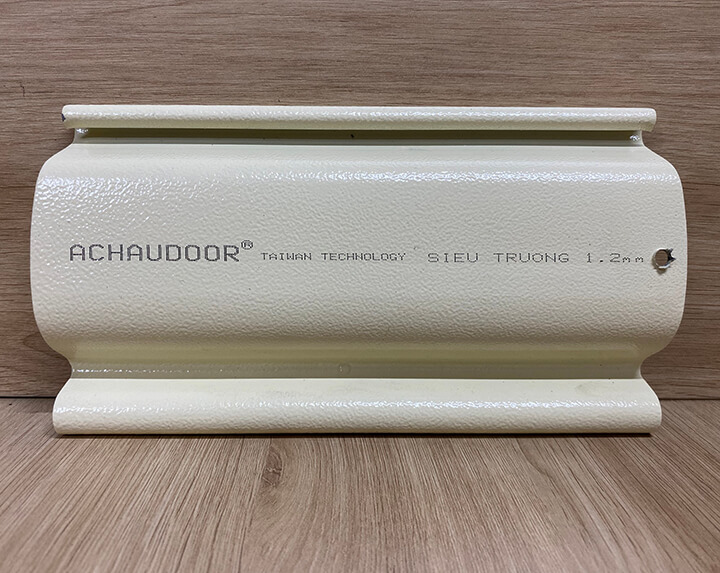 ACHAUDOOR® TAIWAN TECHNOLOGY SIEU TRUONG 1.2mm